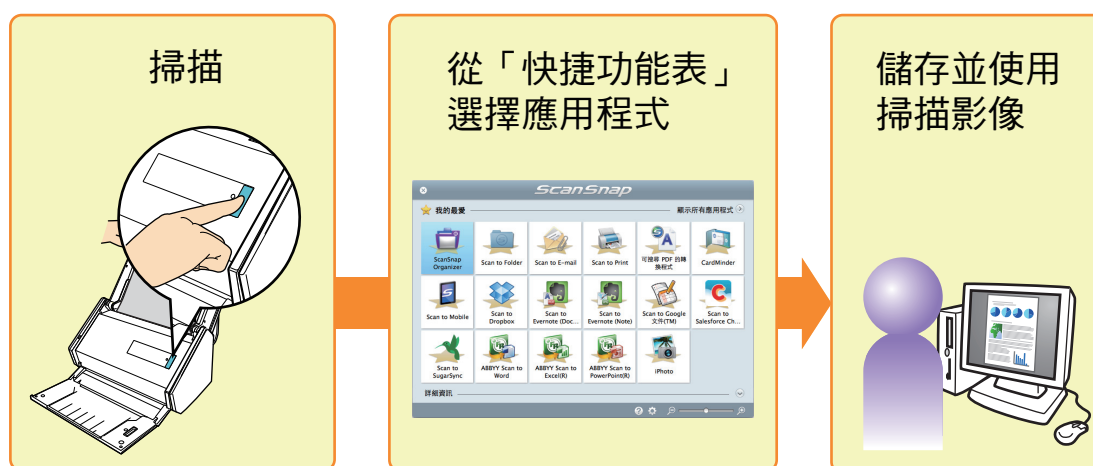 掃描
從「快捷功能表」
選擇應用程式
儲存並使用
掃描影像
ScanSnap
我的最愛
顯示所有應用程式
ScanSnap
Organizer
Scan to Folder
Scan to E-mail
Scan to Print
可搜尋 PDF 的轉
換程式
CardMinder
Scan to Mobile
Scan to
Dropbox
Scan to
Evernote (Doc...
Scan to
Evernote (Note)
Scan to Google
文件(TM)
Scan to
Salesforce Ch...
Scan to
SugarSync
ABBYY Scan to
Word
ABBYY Scan to
Excel(R)
ABBYY Scan to
PowerPoint(R)
iPhoto
詳細資訊